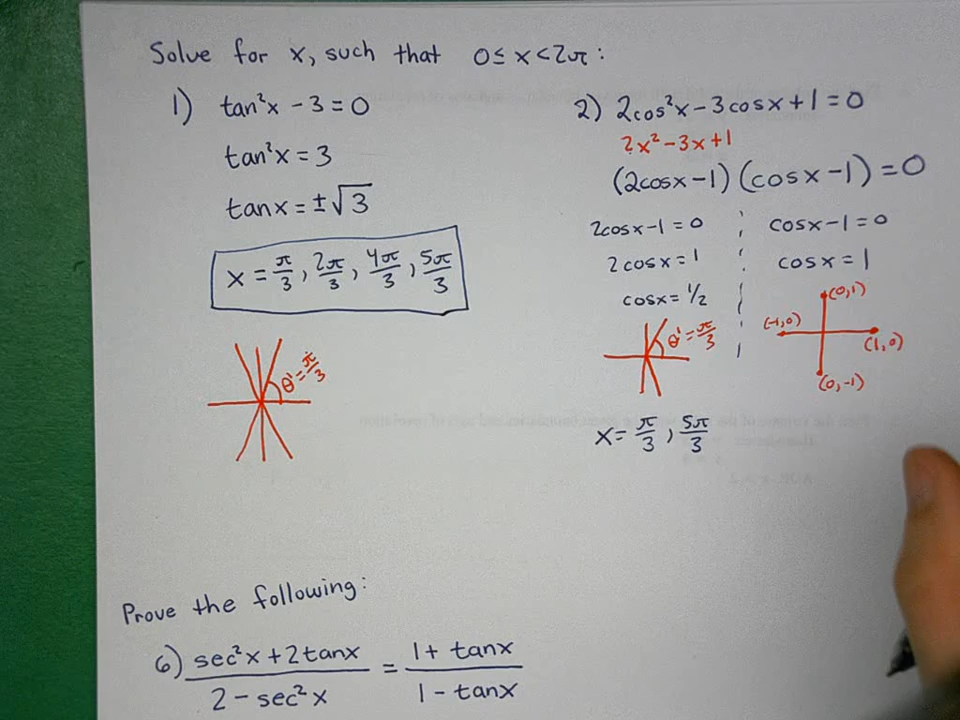 Solve for x, such that 0 ≤ x < 2π :
1) tan²x - 3 = 0
tan²x = 3
tanx = ±√3
x = π/3, 2π/3, 4π/3, 5π/3
θ' = π/3
2) 2cos²x - 3cosx + 1 = 0
2x² - 3x + 1
(2cosx - 1)(cosx - 1) = 0
2cosx - 1 = 0
2cosx = 1
cosx = 1/2
θ' = π/3
x = π/3, 5π/3
cosx - 1 = 0
cosx = 1
(0,1)
(-1,0)
(1,0)
(0,-1)
Prove the following:
6) (sec²x + 2tanx)/(2 - sec²x) = (1 + tanx)/(1 - tanx)